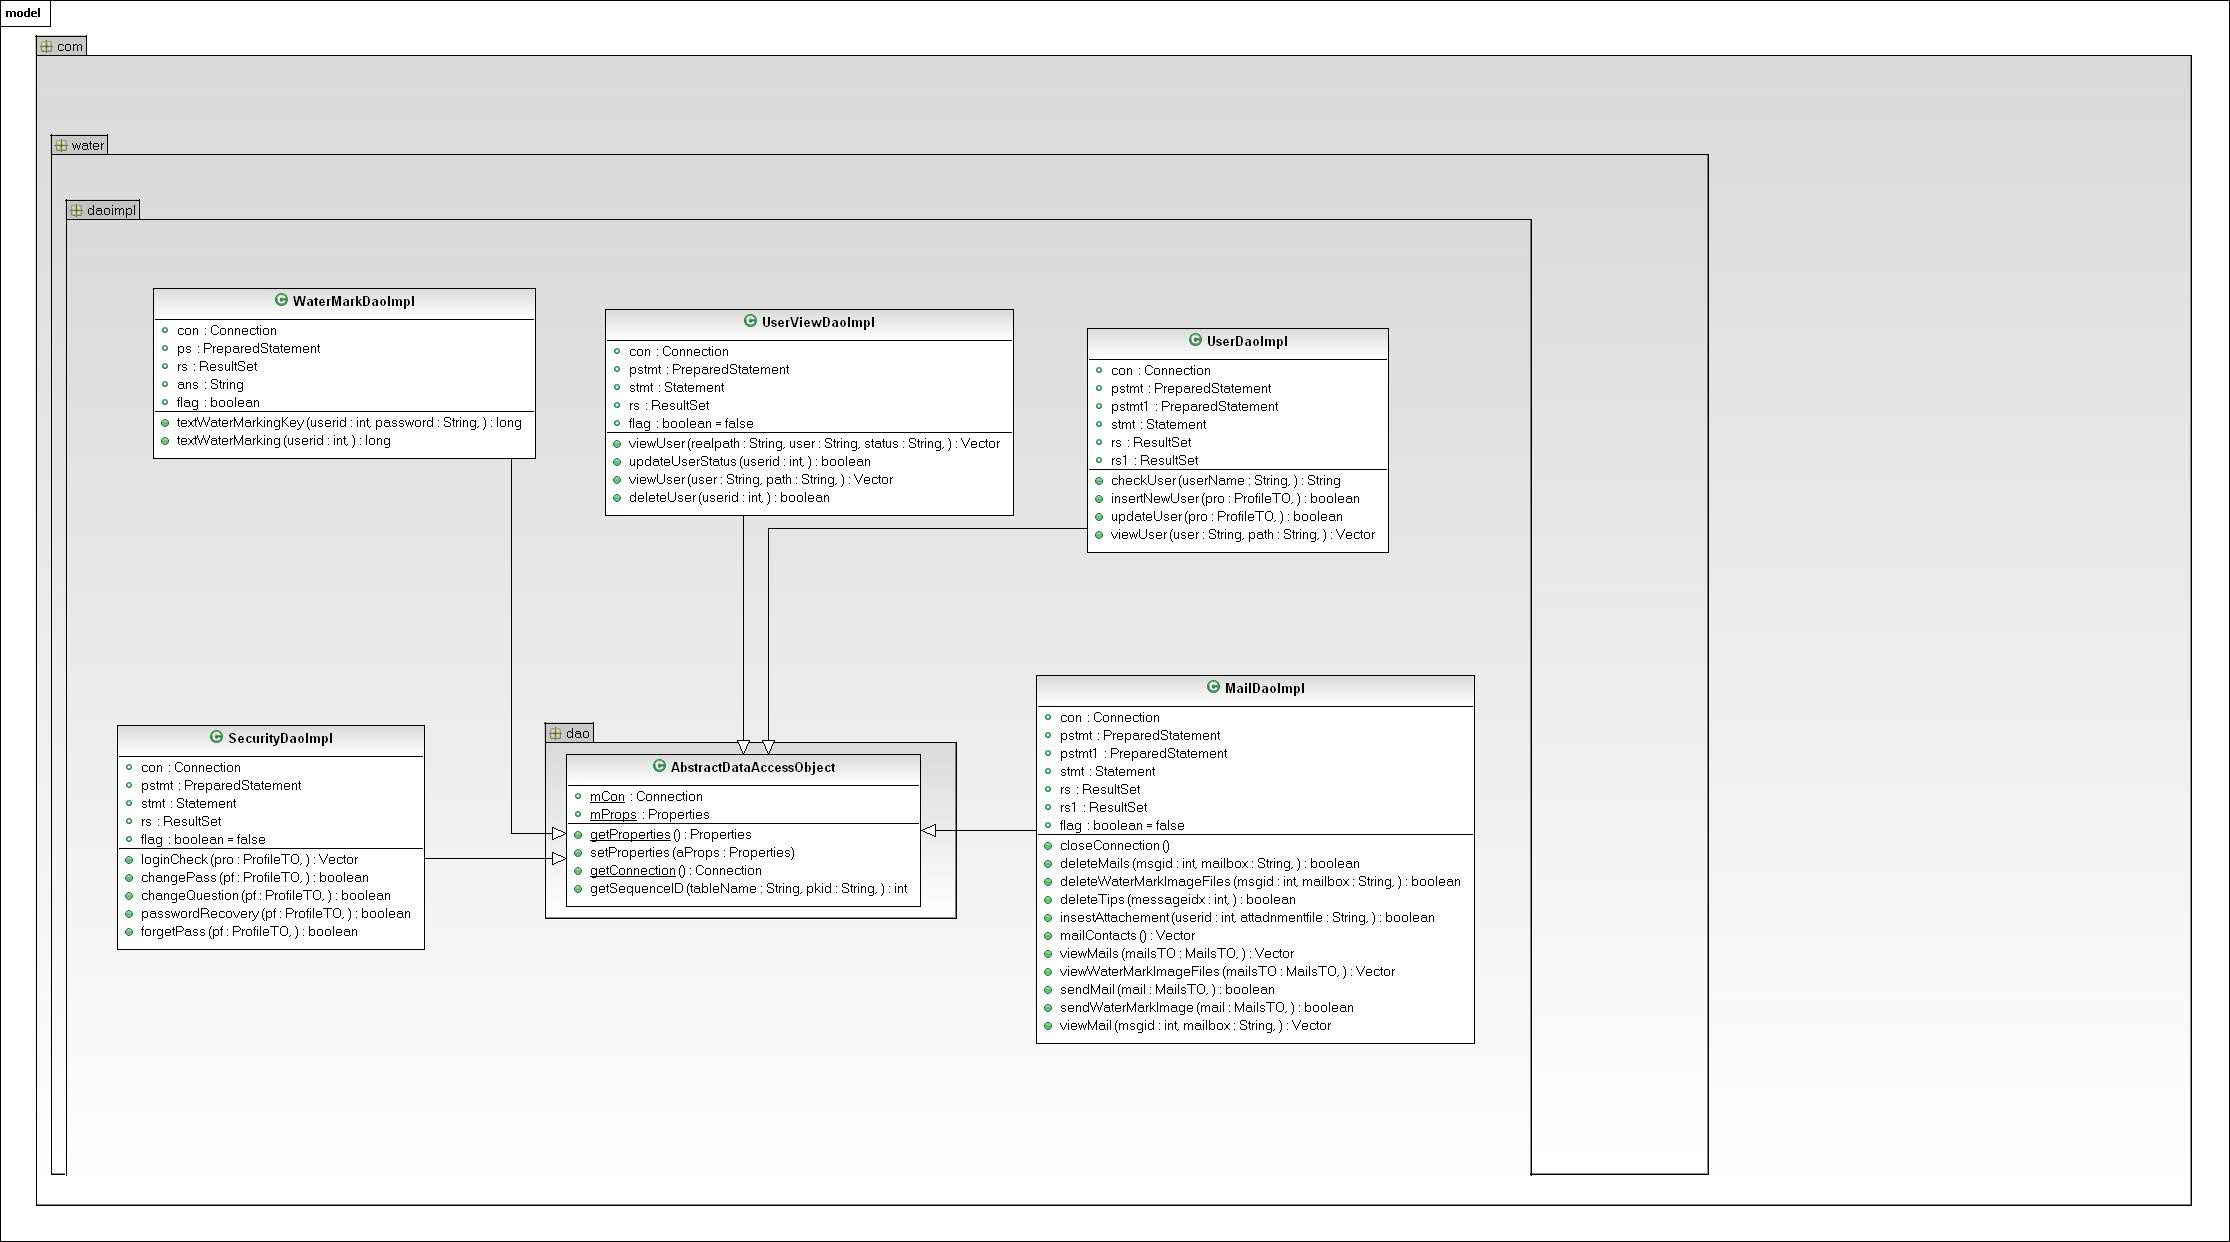 model
com
water
daoimpl
WaterMarkDaoImpl
con : Connection
ps : PreparedStatement
rs : ResultSet
ans : String
flag : boolean
textWaterMarkingKey(userid : int, password : String, ) : long
textWaterMarking(userid : int, ) : long
UserViewDaoImpl
con : Connection
pstmt : PreparedStatement
stmt : Statement
rs : ResultSet
flag : boolean = false
viewUser(realpath : String, user : String, status : String, ) : Vector
updateUserStatus(userid : int, ) : boolean
viewUser(user : String, path : String, ) : Vector
deleteUser(userid : int, ) : boolean
UserDaoImpl
con : Connection
pstmt : PreparedStatement
pstmt1 : PreparedStatement
stmt : Statement
rs : ResultSet
rs1 : ResultSet
checkUser(userName : String, ) : String
insertNewUser(pro : ProfileTO, ) : boolean
updateUser(pro : ProfileTO, ) : boolean
viewUser(user : String, path : String, ) : Vector
SecurityDaoImpl
con : Connection
pstmt : PreparedStatement
stmt : Statement
rs : ResultSet
flag : boolean = false
loginCheck(pro : ProfileTO, ) : Vector
changePass(pf : ProfileTO, ) : boolean
changeQuestion(pf : ProfileTO, ) : boolean
passwordRecovery(pf : ProfileTO, ) : boolean
forgetPass(pf : ProfileTO, ) : boolean
dao
AbstractDataAccessObject
mCon : Connection
mProps : Properties
getProperties() : Properties
setProperties(aProps : Properties)
getConnection() : Connection
getSequenceID(tableName : String, pkid : String, ) : int
MailDaoImpl
con : Connection
pstmt : PreparedStatement
pstmt1 : PreparedStatement
stmt : Statement
rs : ResultSet
rs1 : ResultSet
flag : boolean = false
closeConnection()
deleteMails(msgid : int, mailbox : String, ) : boolean
deleteWaterMarkImageFiles(msgid : int, mailbox : String, ) : boolean
deleteTips(messageidx : int, ) : boolean
insestAttachement(userid : int, attadnmentfile : String, ) : boolean
mailContacts() : Vector
viewMails(mailsTO : MailsTO, ) : Vector
viewWaterMarkImageFiles(mailsTO : MailsTO, ) : Vector
sendMail(mail : MailsTO, ) : boolean
sendWaterMarkImage(mail : MailsTO, ) : boolean
viewMail(msgid : int, mailbox : String, ) : Vector